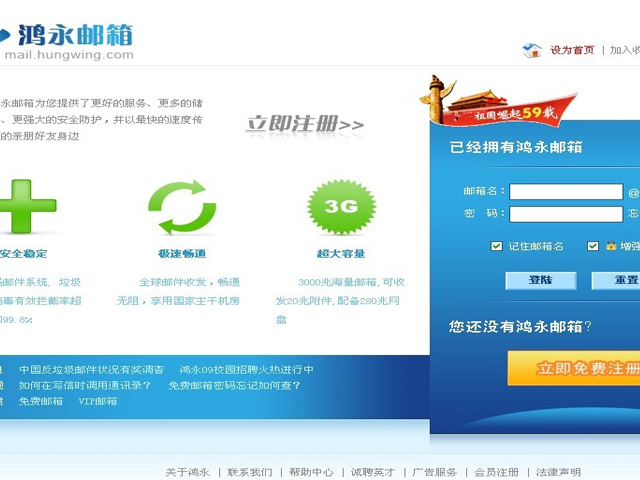 鸿永邮箱
mail.hungwing.com
设为首页 | 加入收
永邮箱为您提供了更好的服务、更多的储
、更强大的安全防护，并以最快的速度传
的亲朋好友身边
立即注册>>
祖国崛起59载
已经拥有鸿永邮箱
邮箱名：
@
密 码：
忘
记住邮箱名
增强
登陆
重置
您还没有鸿永邮箱?
立即免费注册
3G
安全稳定
极速畅通
超大容量
邮件系统，垃圾
病毒有效拦截率超
99.8%
全球邮件收发，畅通
无阻，享用国家主干机房
3000兆海量邮箱,可收
发20兆附件,配备280兆网
盘
中国反垃圾邮件状况有奖调查 鸿永09校园招聘火热进行中
如何在写信时调用通讯录？ 免费邮箱密码忘记如何查？
免费邮箱 VIP邮箱
关于鸿永 | 联系我们 | 帮助中心 | 诚聘英才 | 广告服务 | 会员注册 | 法律声明